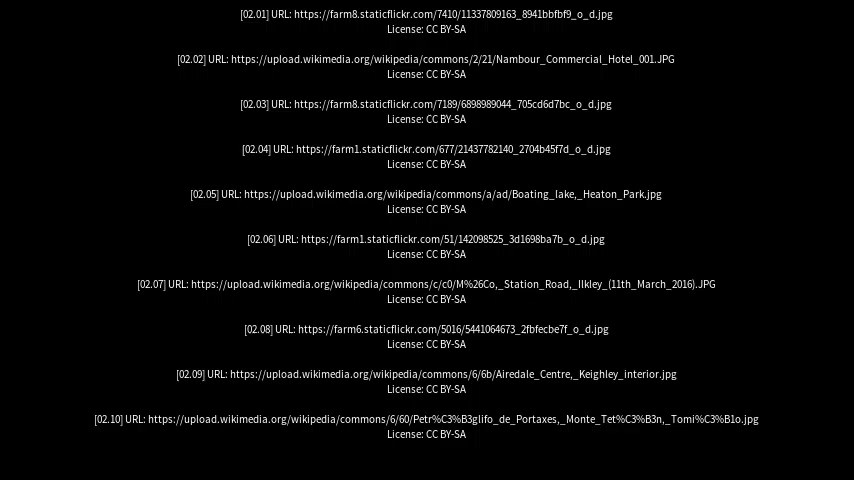 [02.01] URL: https://farm8.staticflickr.com/7410/11337809163_8941bbfbf9_o_d.jpg
License: CC BY-SA
[02.02] URL: https://upload.wikimedia.org/wikipedia/commons/2/21/Nambour_Commercial_Hotel_001.JPG
License: CC BY-SA
[02.03] URL: https://farm8.staticflickr.com/7189/6898989044_705cd6d7bc_o_d.jpg
License: CC BY-SA
[02.04] URL: https://farm1.staticflickr.com/677/21437782140_2704b45f7d_o_d.jpg
License: CC BY-SA
[02.05] URL: https://upload.wikimedia.org/wikipedia/commons/a/ad/Boating_lake,_Heaton_Park.jpg
License: CC BY-SA
[02.06] URL: https://farm1.staticflickr.com/51/142098525_3d1698ba7b_o_d.jpg
License: CC BY-SA
[02.07] URL: https://upload.wikimedia.org/wikipedia/commons/c/c0/M%26Co,_Station_Road,_Ilkley_(11th_March_2016).JPG
License: CC BY-SA
[02.08] URL: https://farm6.staticflickr.com/5016/5441064673_2fbfecbe7f_o_d.jpg
License: CC BY-SA
[02.09] URL: https://upload.wikimedia.org/wikipedia/commons/6/6b/Airedale_Centre,_Keighley_interior.jpg
License: CC BY-SA
[02.10] URL: https://upload.wikimedia.org/wikipedia/commons/6/60/Petr%C3%B3glifo_de_Portaxes,_Monte_Tet%C3%B3n,_Tomi%C3%B1o.jpg
License: CC BY-SA